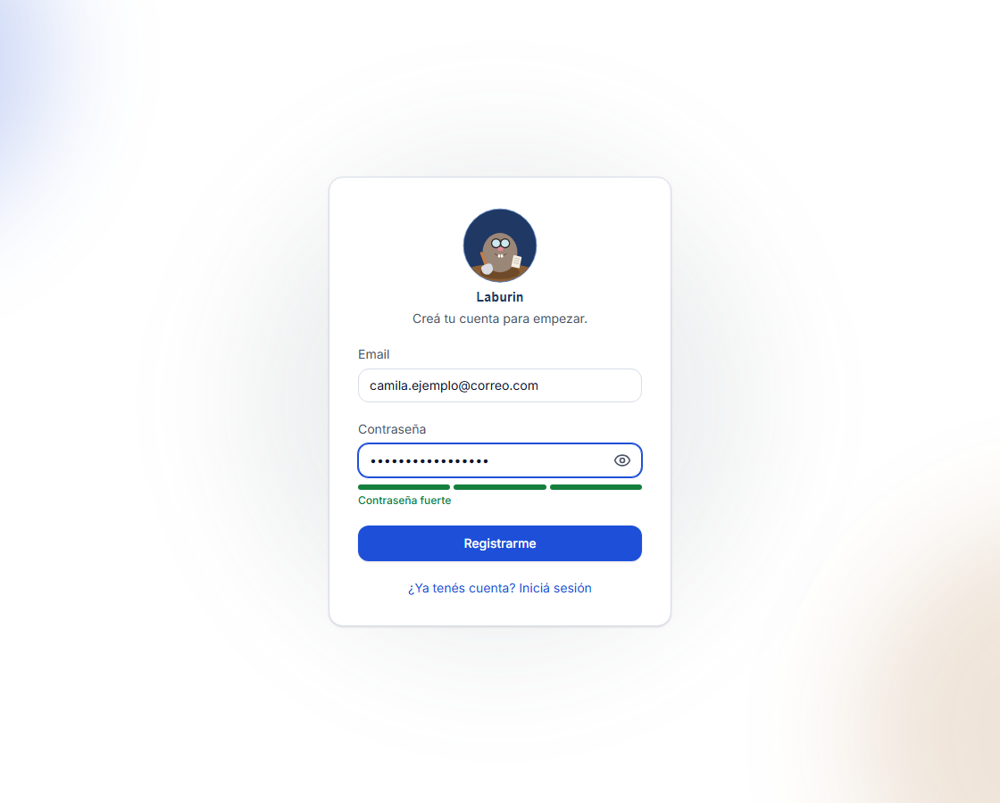 Laburin
Creá tu cuenta para empezar.
Email
camila.ejemplo@correo.com
Contraseña
•••••••••••••••••
Contraseña fuerte
Registrarme
¿Ya tenés cuenta? Iniciá sesión